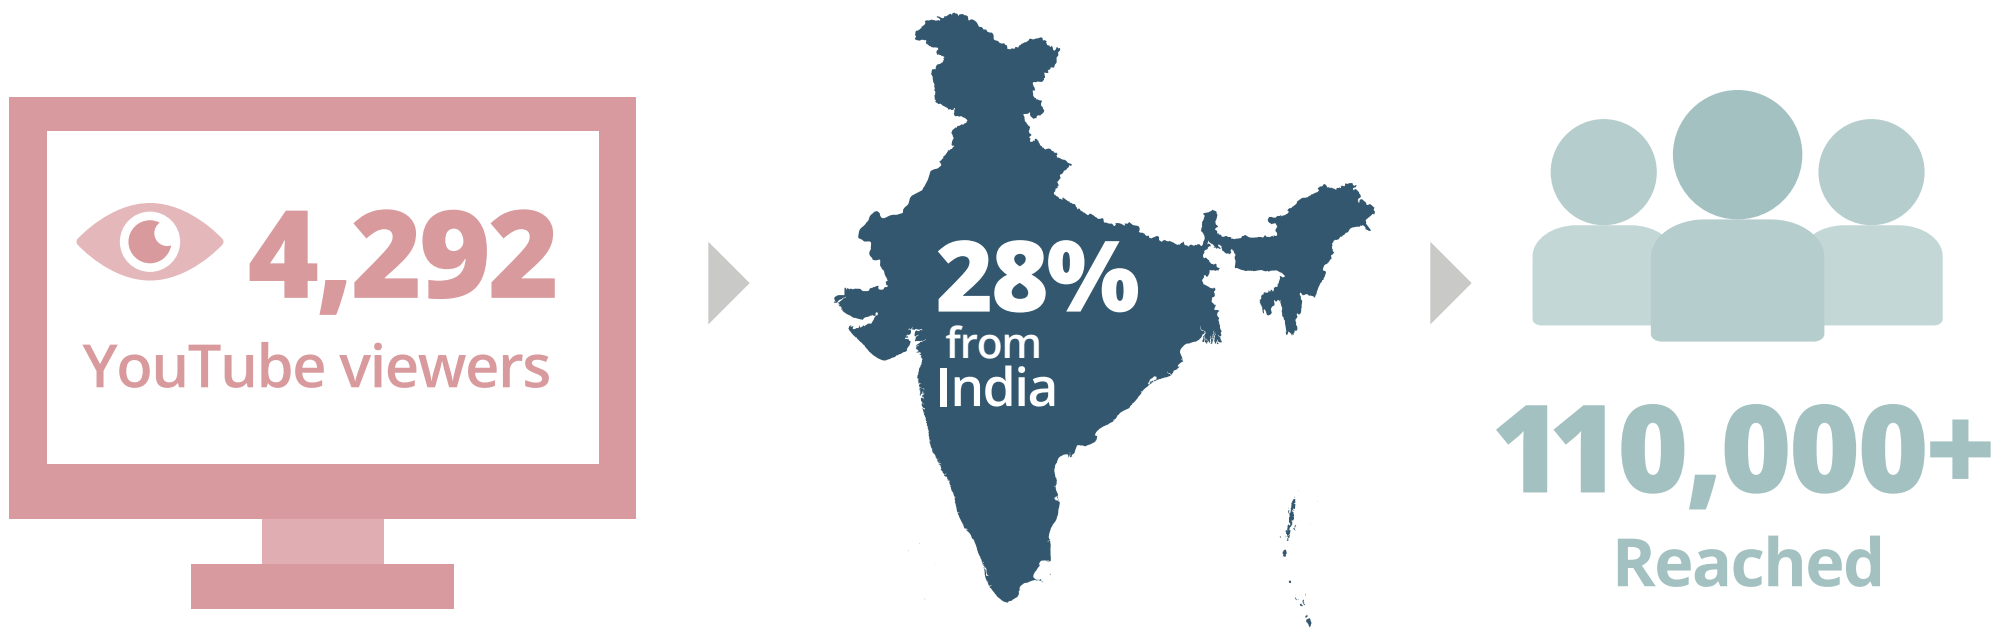 4,292
YouTube viewers
28%
from
India
110,000+
Reached